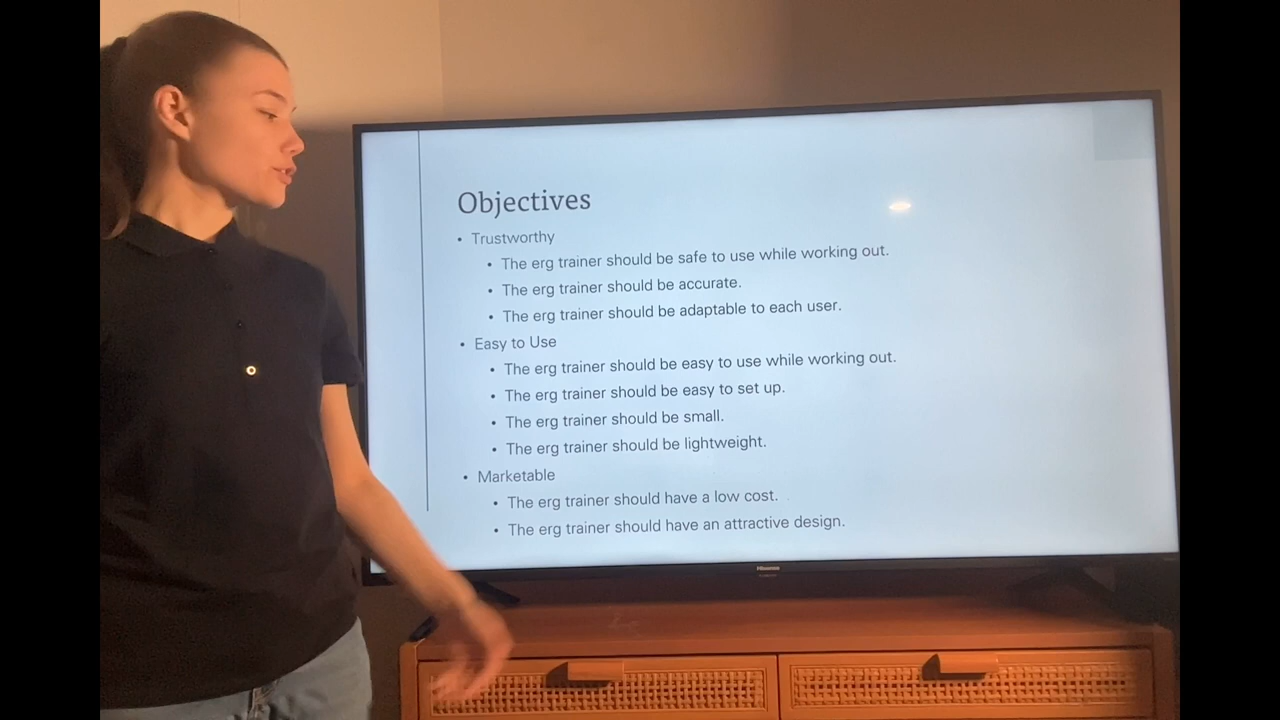 Objectives
• Trustworthy
• The erg trainer should be safe to use while working out.
• The erg trainer should be accurate.
• The erg trainer should be adaptable to each user.
• Easy to Use
• The erg trainer should be easy to use while working out.
• The erg trainer should be easy to set up.
• The erg trainer should be small.
• The erg trainer should be lightweight.
• Marketable
• The erg trainer should have a low cost.
• The erg trainer should have an attractive design.
Hisense